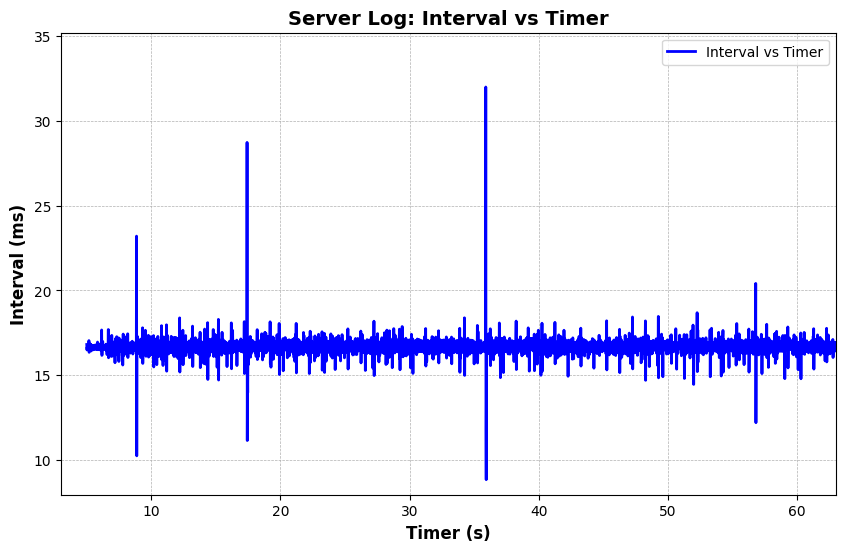 Server Log: Interval vs Timer
Interval vs Timer
35
30
25
20
15
10
Interval (ms)
10 20 30 40 50 60
Timer (s)